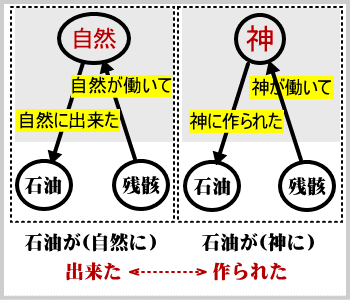 自然
自然が働いて
自然に出来た
石油
残骸
神
神が働いて
神に作られた
石油
残骸
石油が(自然に)
石油が(神に)
出来た
作られた